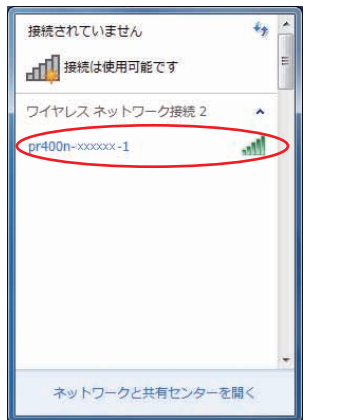 接続されていません
接続は使用可能です
ワイヤレス ネットワーク接続 2
pr400n-xxxxxx-1
ネットワークと共有センターを開く